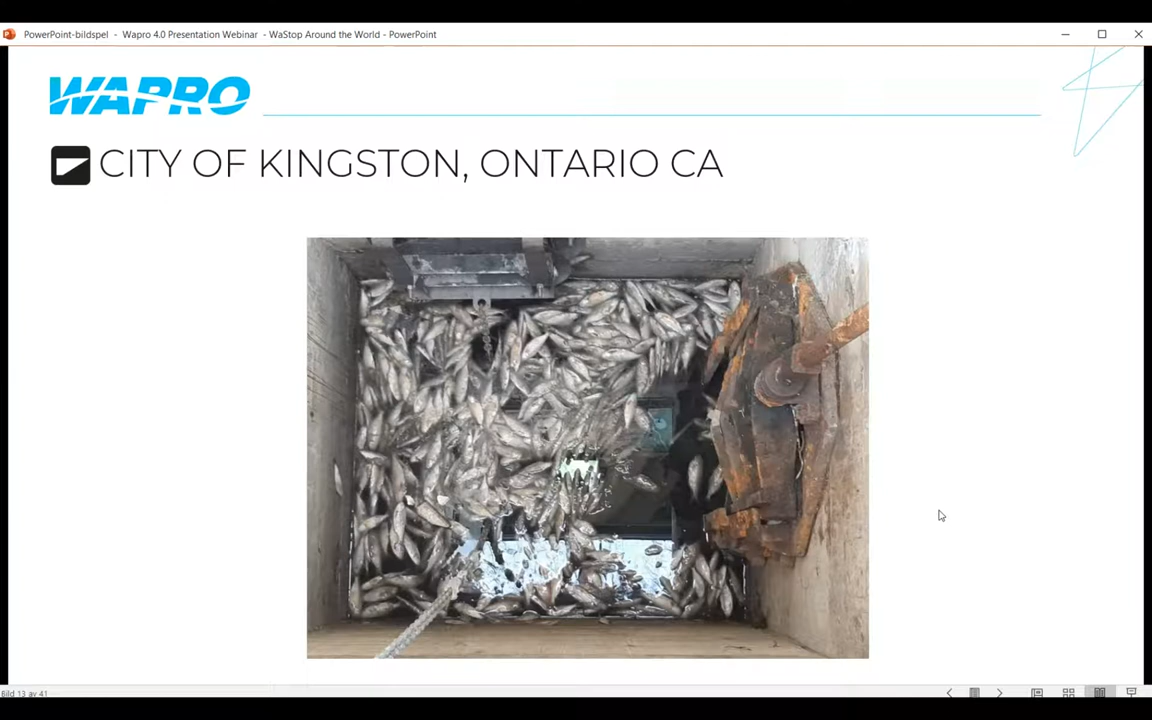 PowerPoint-bildspel - Wapro 4.0 Presentation Webinar - WaStop Around the World - PowerPoint
WAPRO
CITY OF KINGSTON, ONTARIO CA
Bild 13 av 41